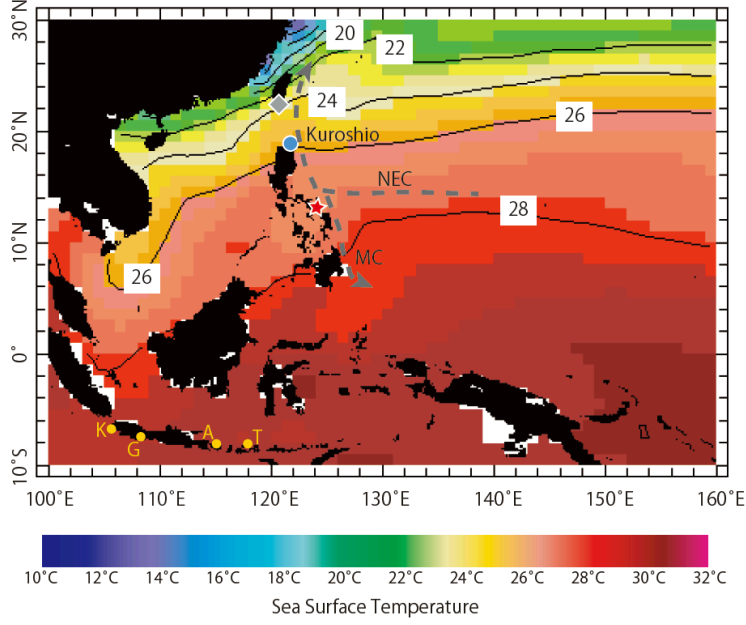 30°N
20°N
10°N
0°
10°S
20
22
24
26
Kuroshio
NEC
28
MC
26
K
G
A
T
100°E
110°E
120°E
130°E
140°E
150°E
160°E
10°C
12°C
14°C
16°C
18°C
20°C
22°C
24°C
26°C
28°C
30°C
32°C
Sea Surface Temperature